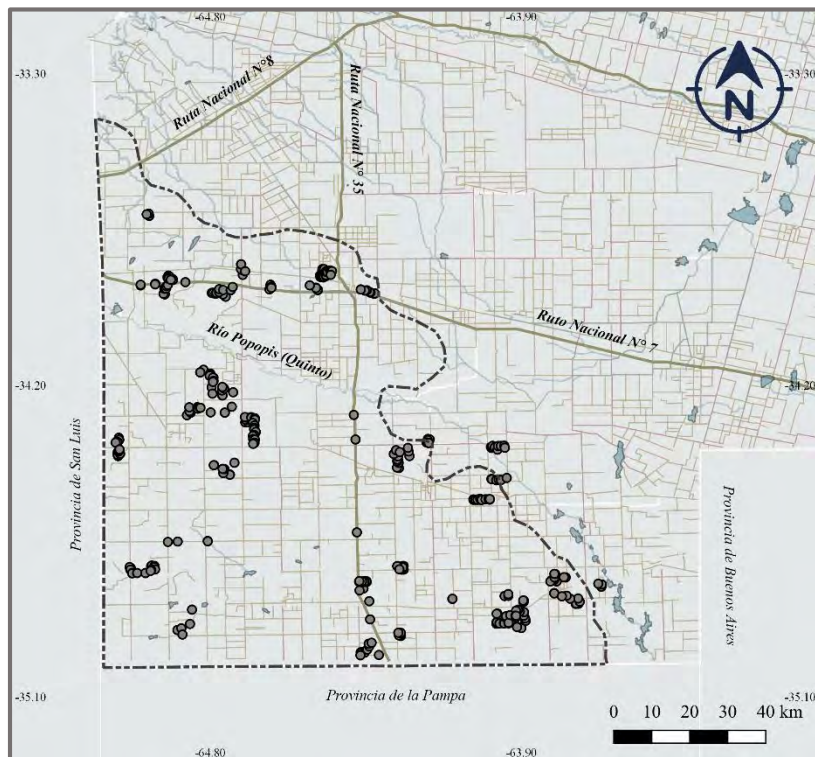 -64.80 -63.90
-33.30 -33.30
N
Ruta Nacional N°8
Ruta Nacional N° 35
Ruto Nacional N° 7
Río Popopis (Quinto)
-34.20 -34.20
Provincia de San Luis
Provincia de Buenos Aires
-35.10 -35.10
Provincia de la Pampa
0 10 20 30 40 km
-64.80 -63.90